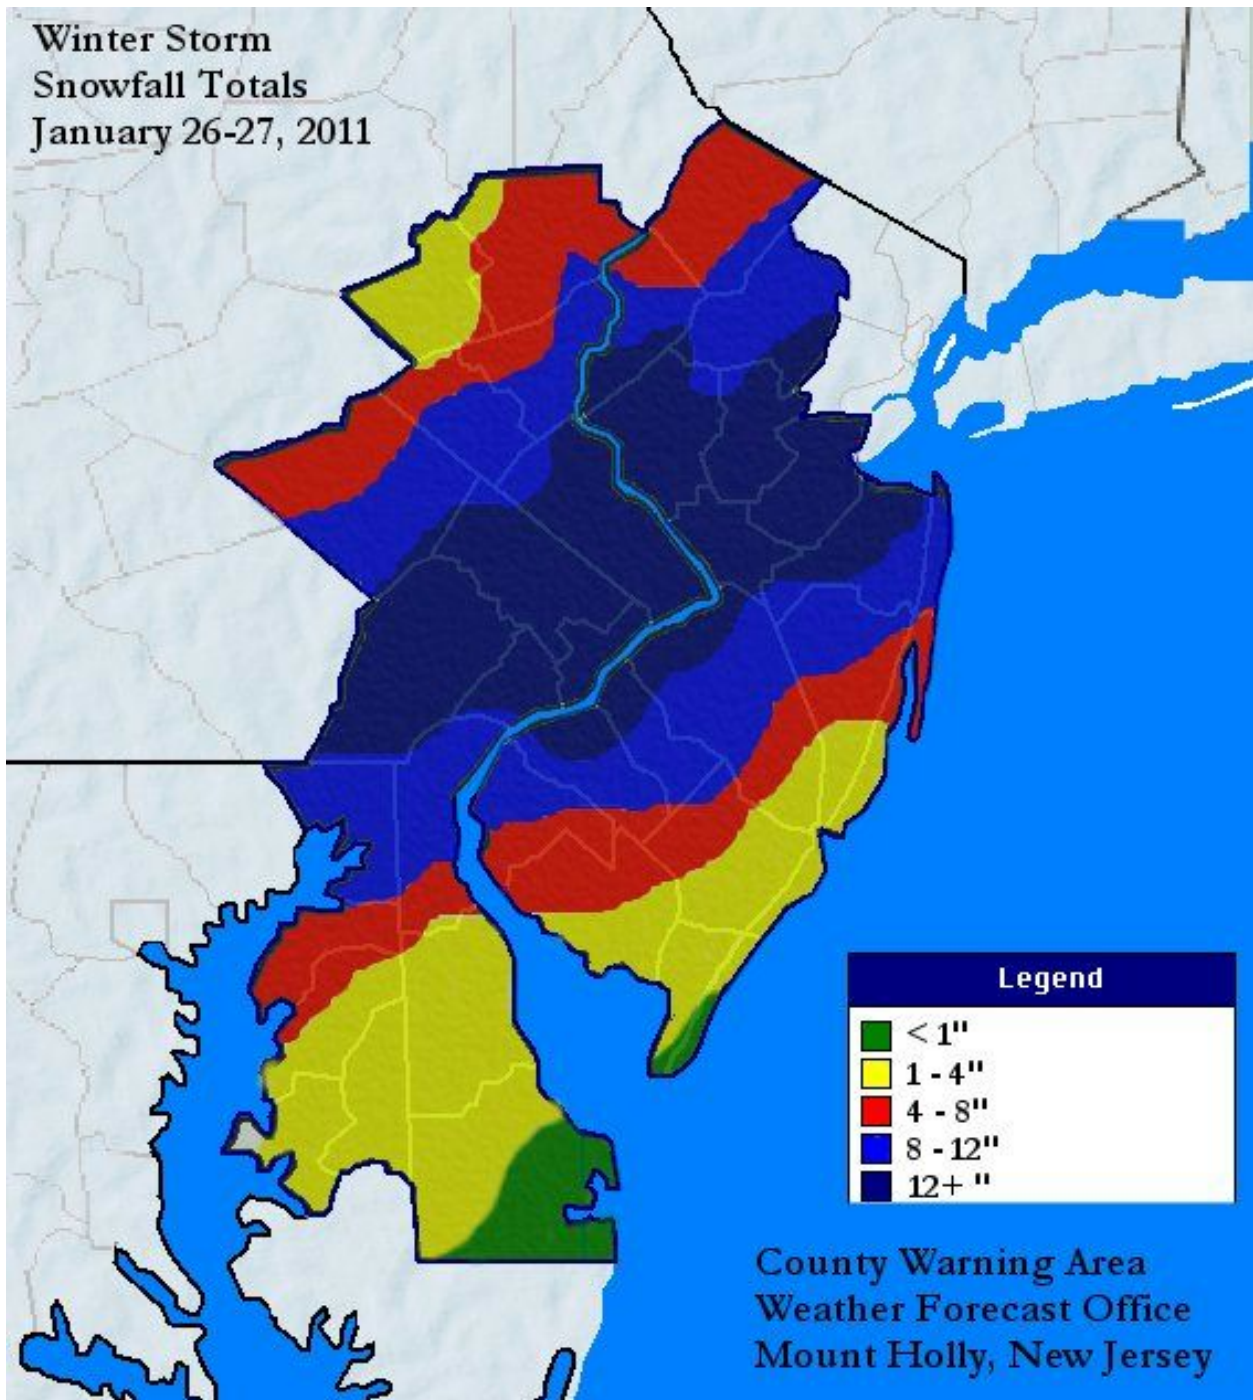 Winter Storm
Snowfall Totals
January 26-27, 2011
Legend
< 1"
1 - 4"
4 - 8"
8 - 12"
12+ "
County Warning Area
Weather Forecast Office
Mount Holly, New Jersey